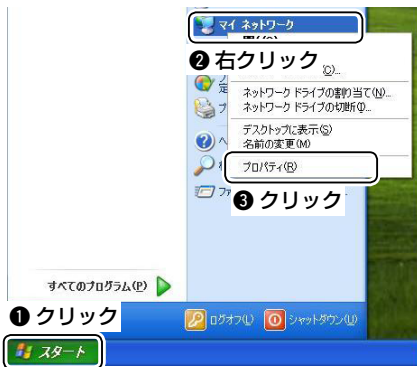 マイ ネットワーク
❷ 右クリック
(O)...
ネットワーク ドライブの割り当て(N)...
ネットワーク ドライブの切断(D)...
デスクトップに表示(S)
名前の変更(M)
プロパティ(R)
❸ クリック
すべてのプログラム(P)
❶ クリック
ログオフ(L)
シャットダウン(U)
スタート